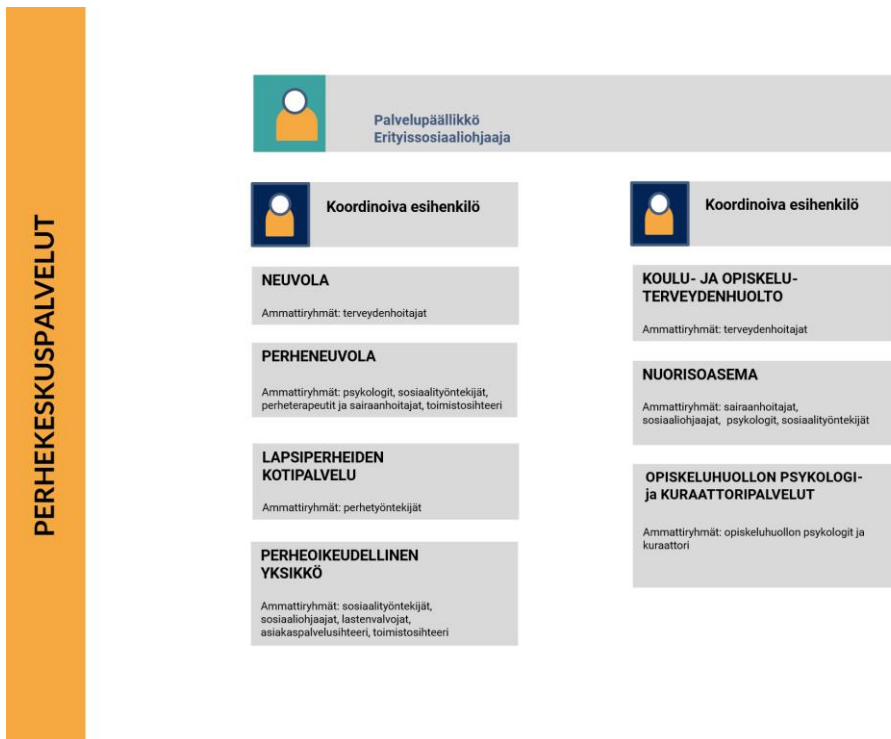 PERHEKESKUSPALVELUT
Palvelupäällikkö
Erityissosiaaliohjaaja
Koordinoiva esihenkilö
NEUVOLA
Ammattiryhmät: terveydenhoitajat
PERHENEUVOLA
Ammattiryhmät: psykologit, sosiaalityöntekijät,
perheterapeutit ja sairaanhoitajat, toimistosihteeri
LAPSIPERHEIDEN
KOTIPALVELU
Ammattiryhmät: perhetyöntekijät
PERHEOIKEUDELLINEN
YKSIKKÖ
Ammattiryhmät: sosiaalityöntekijät,
sosiaaliohjaajat, lastenvalvojat,
asiakaspalvelusihteeri, toimistosihteeri
Koordinoiva esihenkilö
KOULU- JA OPISKELU-
TERVEYDENHUOLTO
Ammattiryhmät: terveydenhoitajat
NUORISOASEMA
Ammattiryhmät: sairaanhoitajat,
sosiaaliohjaajat, psykologit, sosiaalityöntekijät
OPISKELUHUOLLON PSYKOLOGI-
ja KURAATTORIPALVELUT
Ammattiryhmät: opiskeluhuollon psykologit ja
kuraattori